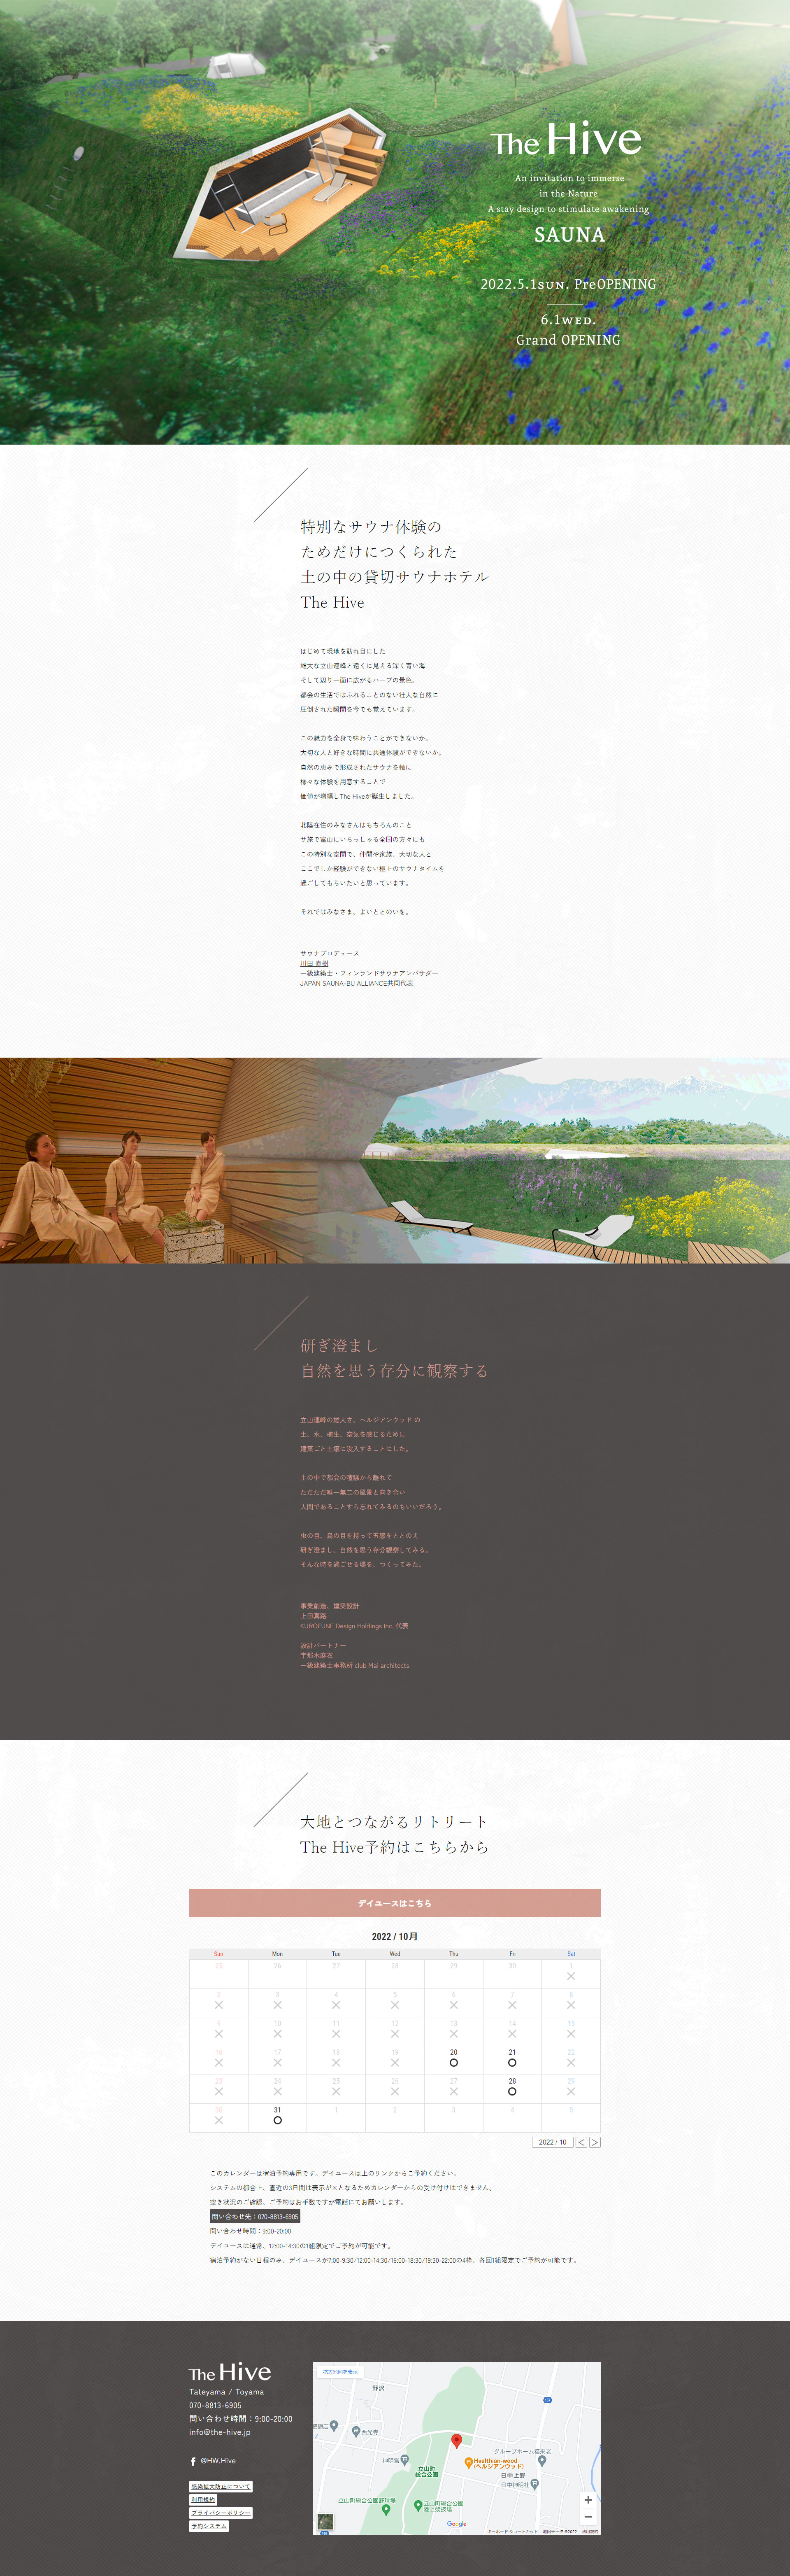 The Hive
An invitation to immerse
in the Nature
A stay design to stimulate awakening
SAUNA
2022.5.1SUN. PreOPENING
6.1WED.
Grand OPENING
特別なサウナ体験の
ためだけにつくられた
土の中の貸切サウナホテル
The Hive
はじめて現地を訪れ目にした
雄大な立山連峰と遠くに見える深く青い海
そして辺り一面に広がるハーブの景色。
都会の生活ではふれることのない壮大な自然に
圧倒された瞬間を今でも覚えています。
この魅力を全身で味わうことができないか。
大切な人と好きな時間に共通体験ができないか。
自然の恵みで形成されたサウナを軸に
様々な体験を用意することで
価値が増幅しThe Hiveが誕生しました。
北陸在住のみなさんはもちろんのこと
サ旅で富山にいらっしゃる全国の方々にも
この特別な空間で、仲間や家族、大切な人と
ここでしか経験ができない極上のサウナタイムを
過ごしてもらいたいと思っています。
それではみなさま、よいととのいを。
サウナプロデュース
川田 直樹
一級建築士・フィンランドサウナアンバサダー
JAPAN SAUNA-BU ALLIANCE共同代表
研ぎ澄まし
自然を思う存分に観察する
立山連峰の雄大さ、ヘルジアンウッド の
土、水、植生、空気を感じるために
建築ごと土壌に没入することにした。
土の中で都会の喧騒から離れて
ただただ唯一無二の風景と向き合い
人間であることすら忘れてみるのもいいだろう。
虫の目、鳥の目を持って五感をととのえ
研ぎ澄まし、自然を思う存分観察してみる。
そんな時を過ごせる場を、つくってみた。
事業創造、建築設計
上田真路
KUROFUNE Design Holdings Inc. 代表
設計パートナー
宇那木麻衣
一級建築士事務所 club Mai architects
大地とつながるリトリート
The Hive予約はこちらから
デイユースはこちら
2022 / 10月
Sun Mon Tue Wed Thu Fri Sat
25 26 27 28 29 30 1
2 3 4 5 6 7 8
9 10 11 12 13 14 15
16 17 18 19 20 21 22
23 24 25 26 27 28 29
30 31 1 2 3 4 5
2022 / 10 < >
このカレンダーは宿泊予約専用です。デイユースは上のリンクからご予約ください。
システムの都合上、直近の3日間は表示が×となるためカレンダーからの受け付けはできません。
空き状況のご確認、ご予約はお手数ですが電話にてお願いします。
問い合わせ先：070-8813-6905
問い合わせ時間：9:00-20:00
デイユースは通常、12:00-14:30の1組限定でご予約が可能です。
宿泊予約がない日程のみ、デイユースが7:00-9:30/12:00-14:30/16:00-18:30/19:30-22:00の4枠、各回1組限定でご予約が可能です。
The Hive
Tateyama / Toyama
070-8813-6905
問い合わせ時間：9:00-20:00
info@the-hive.jp
@HW.Hive
感染拡大防止について
利用規約
プライバシーポリシー
予約システム
拡大地図を表示
野沢
西光寺
神明宮
グループホーム福来老
Healthian-wood
(ヘルジアンウッド)
立山町
総合公園
日中上野
日中神明社
立山町総合公園野球場
立山町総合公園
陸上競技場
Google
キーボード ショートカット 地図データ ©2022 利用規約